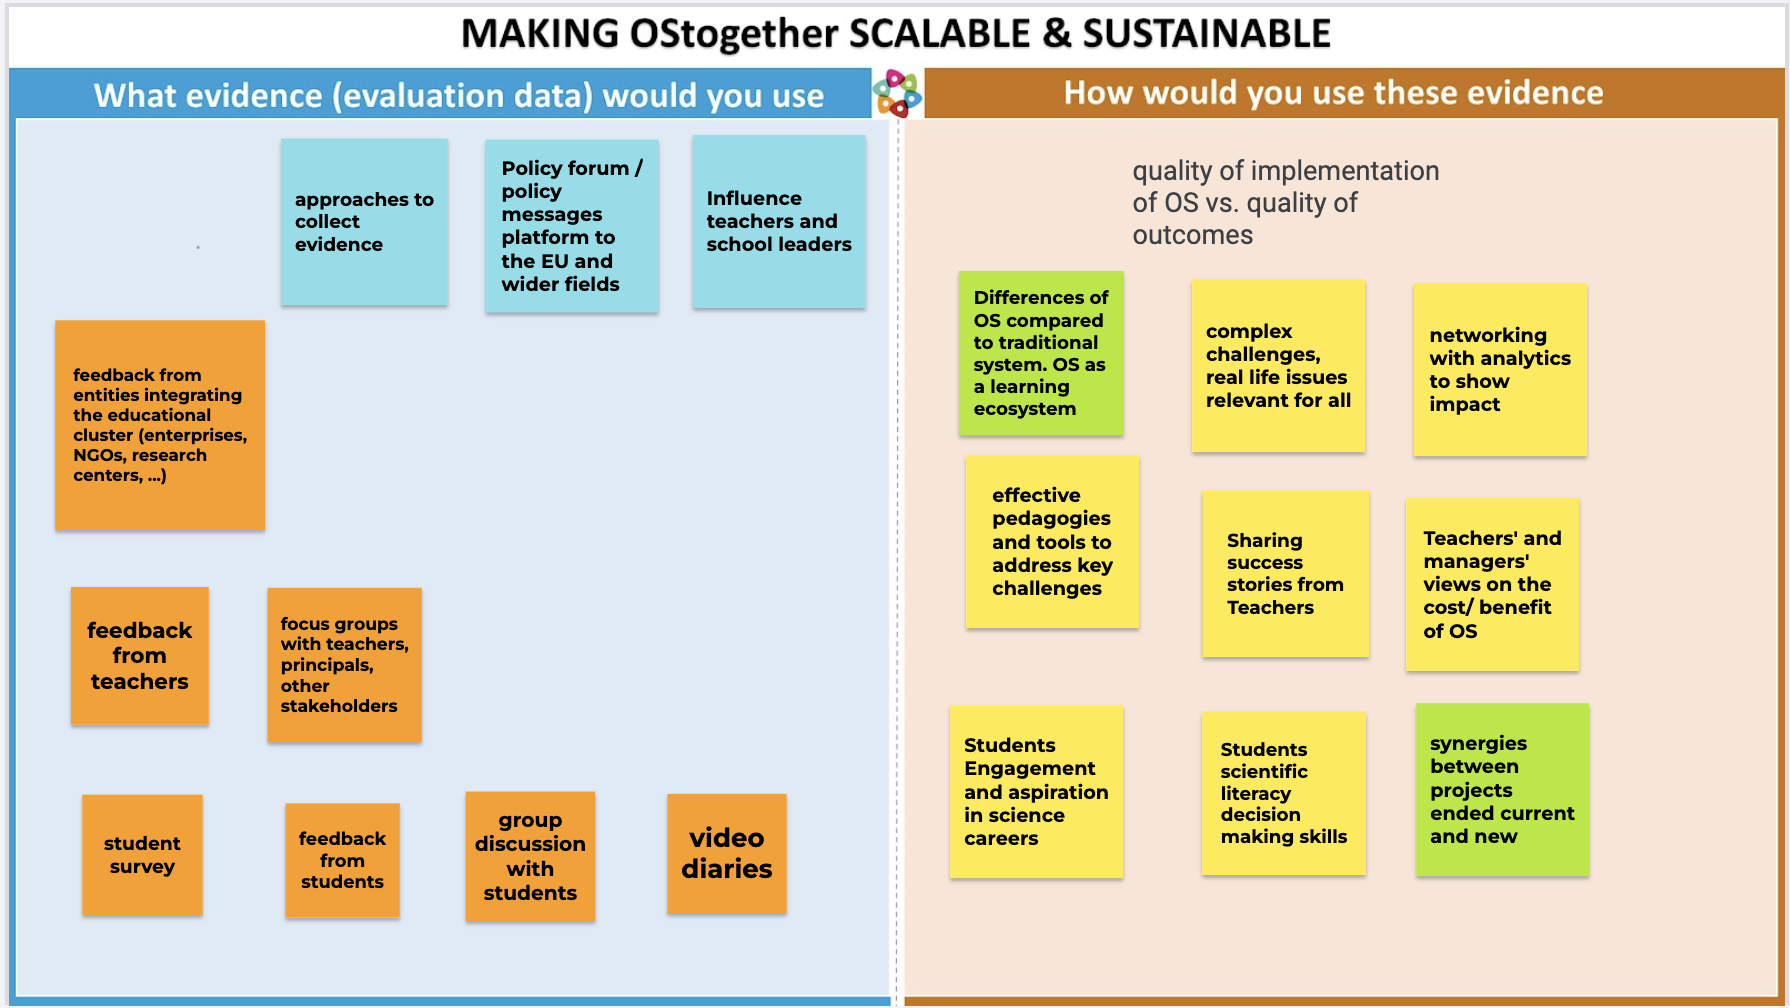 MAKING OStogether SCALABLE & SUSTAINABLE
What evidence (evaluation data) would you use
How would you use these evidence
approaches to
collect
evidence
Policy forum /
policy
messages
platform to
the EU and
wider fields
Influence
teachers and
school leaders
feedback from
entities integrating
the educational
cluster (enterprises,
NGOs, research
centers, ...)
feedback
from
teachers
focus groups
with teachers,
principals,
other
stakeholders
student
survey
feedback
from
students
group
discussion
with
students
video
diaries
quality of implementation
of OS vs. quality of
outcomes
Differences of
OS compared
to traditional
system. OS as
a learning
ecosystem
complex
challenges,
real life issues
relevant for all
networking
with analytics
to show
impact
effective
pedagogies
and tools to
address key
challenges
Sharing
success
stories from
Teachers
Teachers' and
managers'
views on the
cost/ benefit
of OS
Students
Engagement
and aspiration
in science
careers
Students
scientific
literacy
decision
making skills
synergies
between
projects
ended current
and new